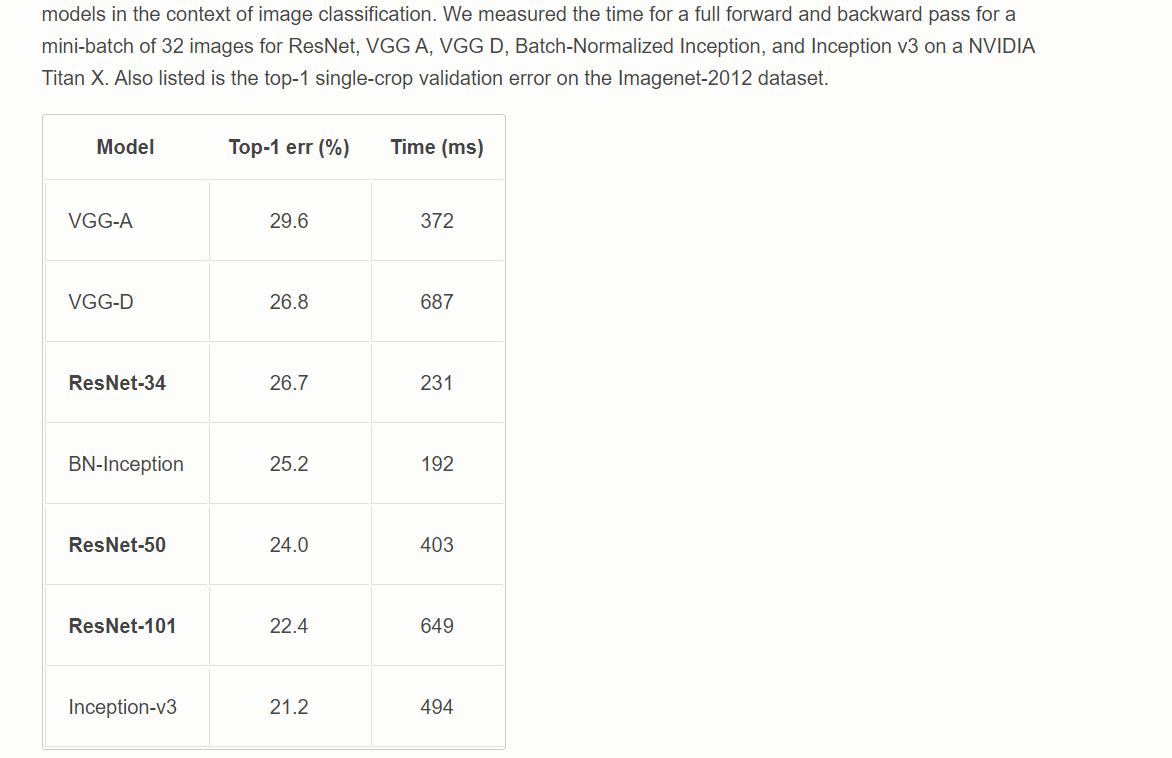 models in the context of image classification. We measured the time for a full forward and backward pass for a
mini-batch of 32 images for ResNet, VGG A, VGG D, Batch-Normalized Inception, and Inception v3 on a NVIDIA
Titan X. Also listed is the top-1 single-crop validation error on the Imagenet-2012 dataset.
Model Top-1 err (%) Time (ms)
VGG-A 29.6 372
VGG-D 26.8 687
ResNet-34 26.7 231
BN-Inception 25.2 192
ResNet-50 24.0 403
ResNet-101 22.4 649
Inception-v3 21.2 494